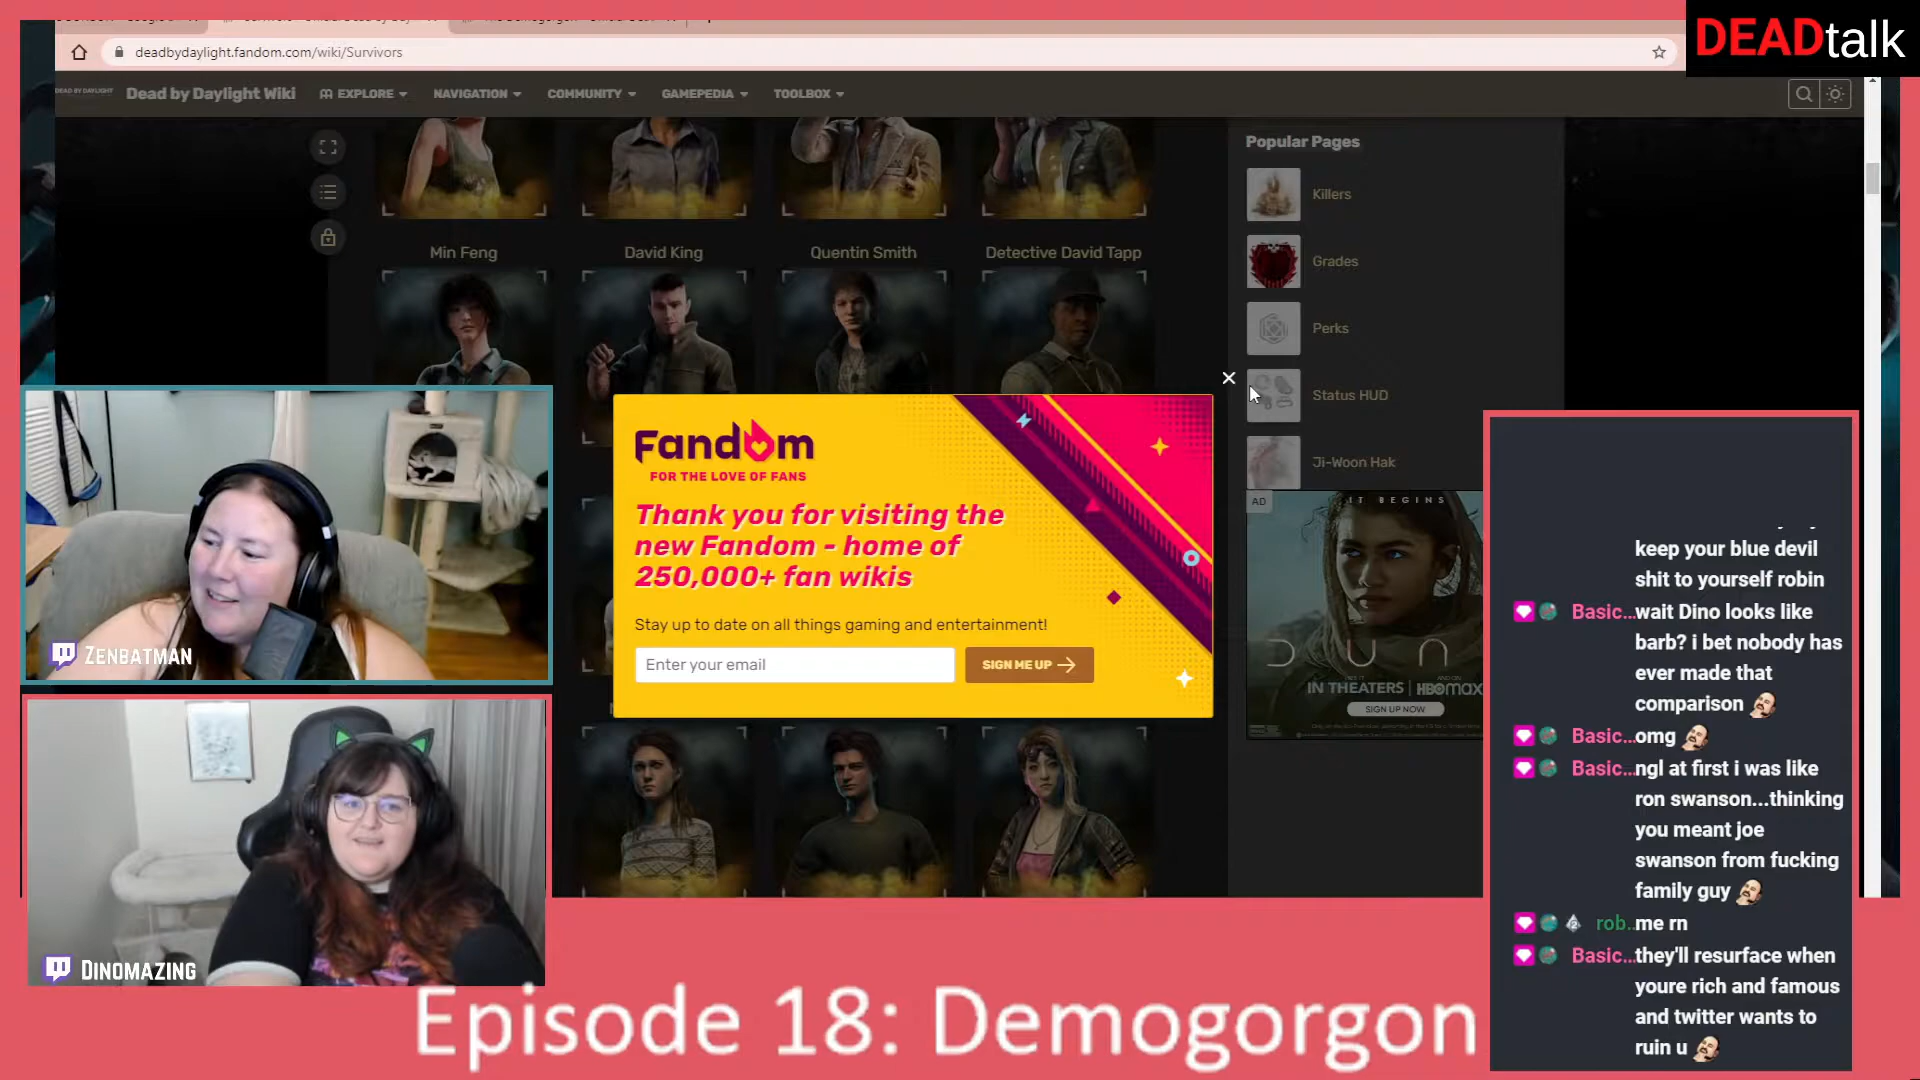 DEADtalk
deadbydaylight.fandom.com/wiki/Survivors
DEAD BY DAYLIGHT
Dead by Daylight Wiki
EXPLORE
NAVIGATION
COMMUNITY
GAMEPEDIA
TOOLBOX
Popular Pages
Killers
Grades
Perks
Status HUD
Ji-Woon Hak
Min Feng
David King
Quentin Smith
Detective David Tapp
Fandom
FOR THE LOVE OF FANS
Thank you for visiting the
new Fandom - home of
250,000+ fan wikis
Stay up to date on all things gaming and entertainment!
Enter your email
SIGN ME UP
AD
IT BEGINS
DUN
IN THEATERS | HBOMAX
SIGN UP NOW
ZENBATMAN
DINOMAZING
keep your blue devil
shit to yourself robin
Basic...wait Dino looks like
barb? i bet nobody has
ever made that
comparison
Basic...omg
Basic...ngl at first i was like
ron swanson...thinking
you meant joe
swanson from fucking
family guy
rob..me rn
Basic...they'll resurface when
youre rich and famous
and twitter wants to
ruin u
Episode 18: Demogorgon